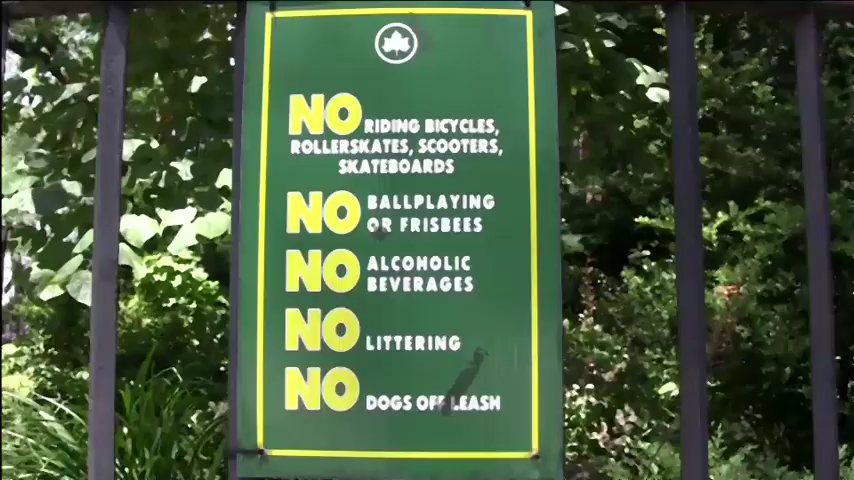 NO RIDING BICYCLES,
ROLLERSKATES, SCOOTERS,
SKATEBOARDS
NO BALLPLAYING
OR FRISBEES
NO ALCOHOLIC
BEVERAGES
NO LITTERING
NO DOGS OFF LEASH